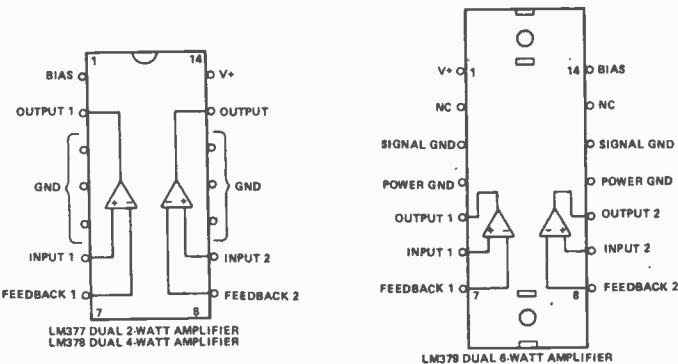 1 14
BIAS V+
OUTPUT 1 OUTPUT
GND GND
+ - - +
INPUT 1 INPUT 2
FEEDBACK 1 FEEDBACK 2
7 8
LM377 DUAL 2-WATT AMPLIFIER
LM378 DUAL 4-WATT AMPLIFIER
V+ 1 14 BIAS
NC NC
SIGNAL GND SIGNAL GND
POWER GND POWER GND
OUTPUT 1 OUTPUT 2
+ - - +
INPUT 1 INPUT 2
FEEDBACK 1 FEEDBACK 2
7 8
LM379 DUAL 6-WATT AMPLIFIER